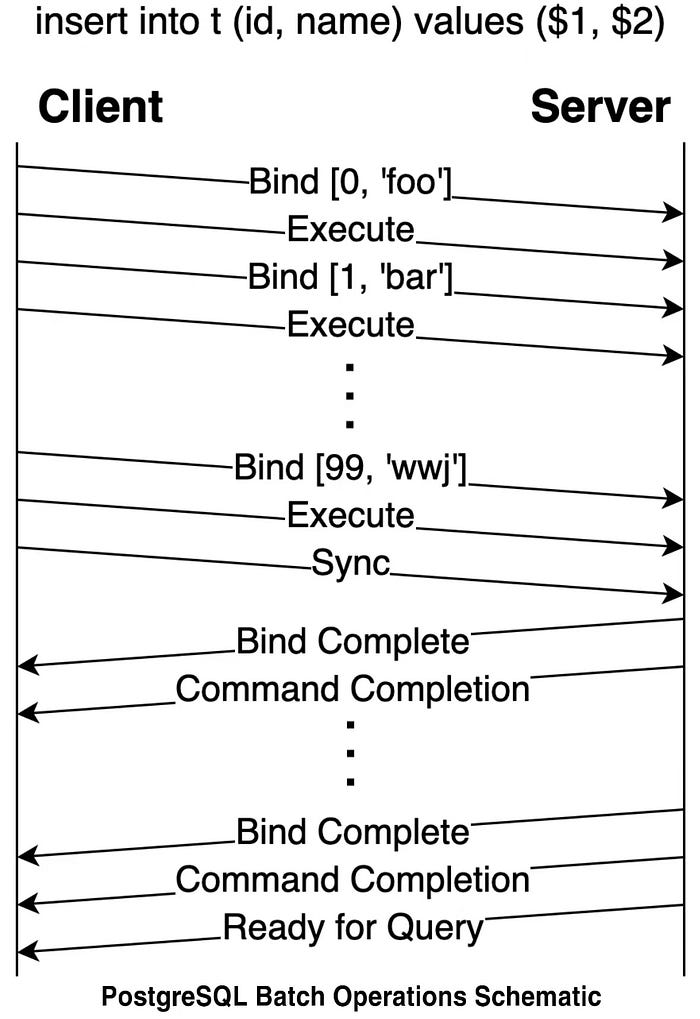 insert into t (id, name) values ($1, $2)
Client
Server
Bind [0, 'foo']
Execute
Bind [1, 'bar']
Execute
Bind [99, 'wwj']
Execute
Sync
Bind Complete
Command Completion
Bind Complete
Command Completion
Ready for Query
PostgreSQL Batch Operations Schematic